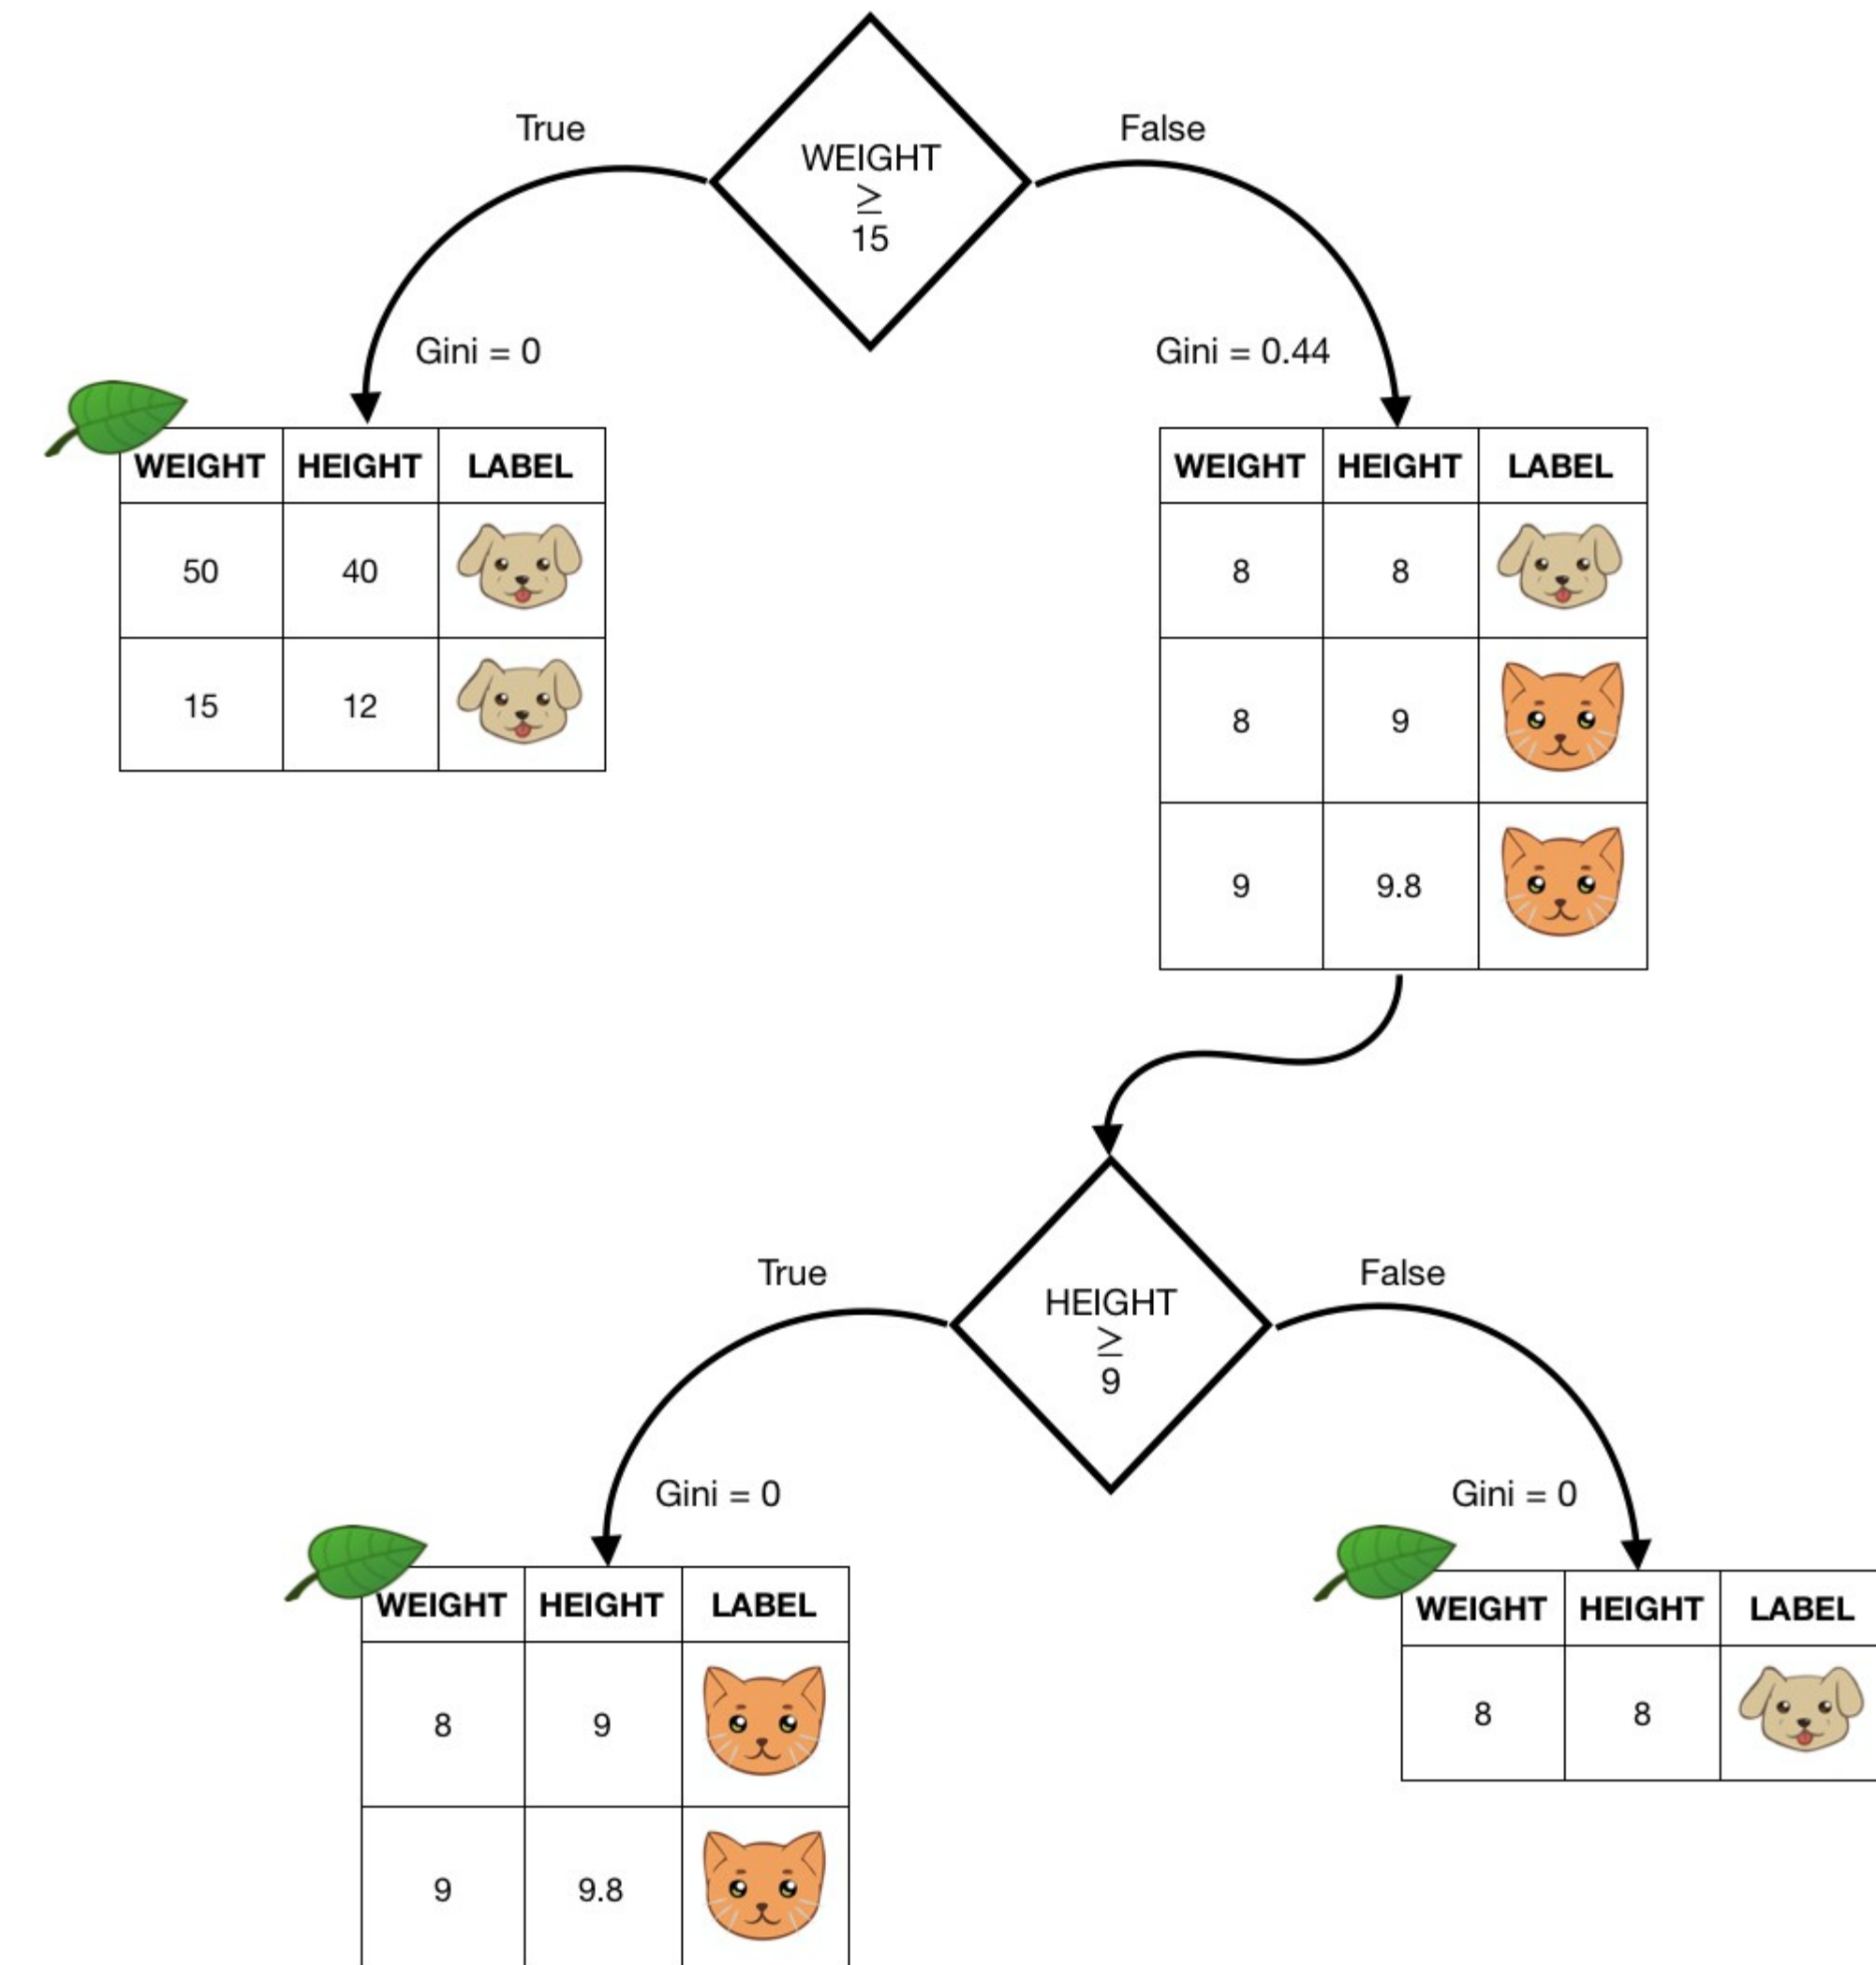 True
False
WEIGHT
≥
15
Gini = 0
Gini = 0.44
WEIGHT HEIGHT LABEL
50 40
15 12
WEIGHT HEIGHT LABEL
8 8
8 9
9 9.8
True
False
HEIGHT
≥
9
Gini = 0
Gini = 0
WEIGHT HEIGHT LABEL
8 9
9 9.8
WEIGHT HEIGHT LABEL
8 8